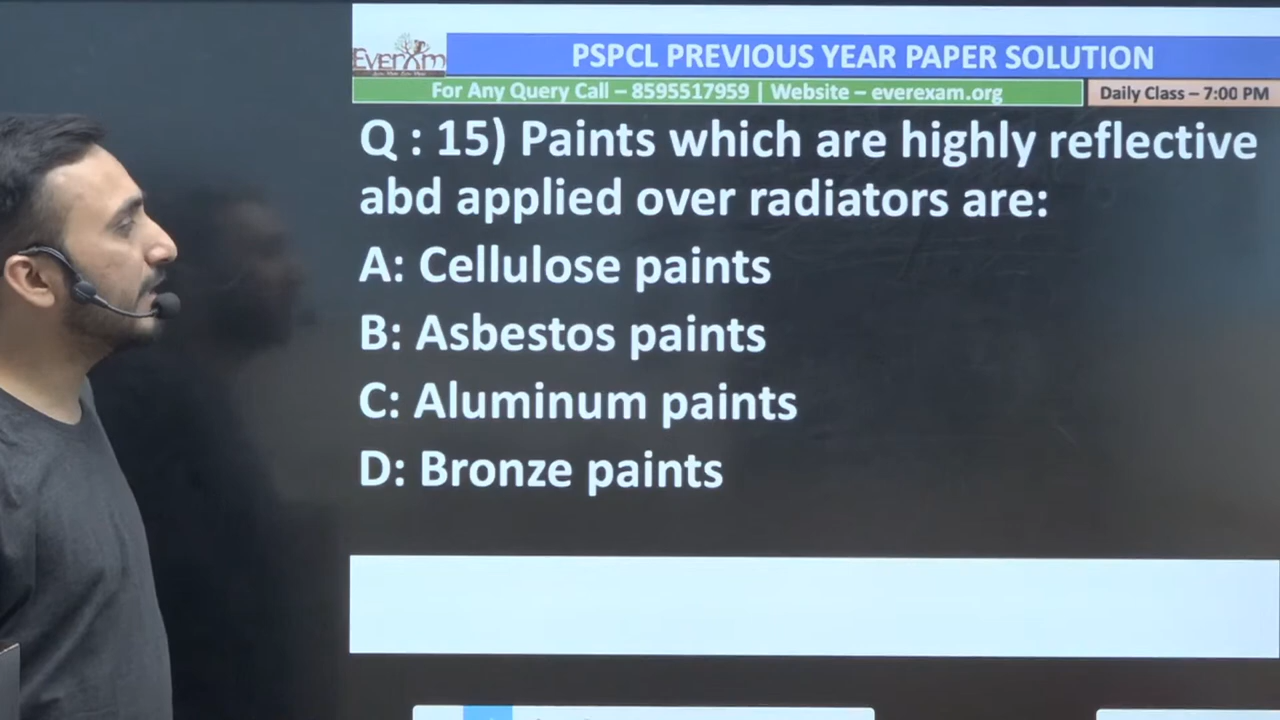 EVEREXAM
PSPCL PREVIOUS YEAR PAPER SOLUTION
For Any Query Call – 8595517959 | Website – everexam.org
Daily Class – 7:00 PM
Q : 15) Paints which are highly reflective
abd applied over radiators are:
A: Cellulose paints
B: Asbestos paints
C: Aluminum paints
D: Bronze paints